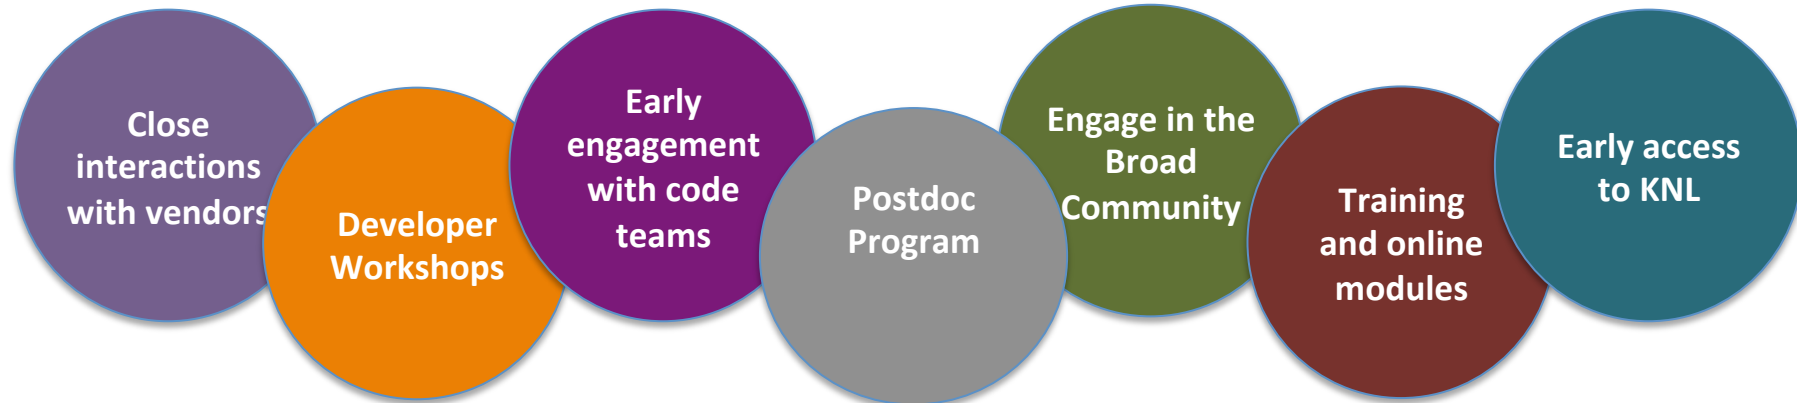 Close
interactions
with vendors
Developer
Workshops
Early
engagement
with code
teams
Postdoc
Program
Engage in the
Broad
Community
Training
and online
modules
Early access
to KNL